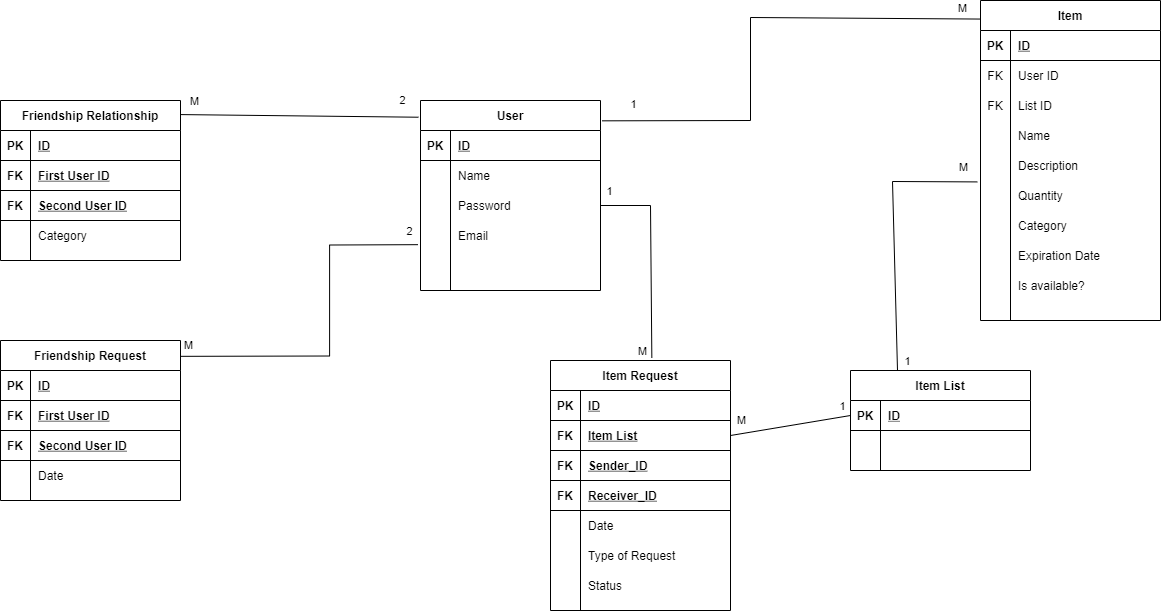 M
Item
PK ID
FK User ID
FK List ID
Name
Description
Quantity
Category
Expiration Date
Is available?
M
M
2
1
Friendship Relationship
PK ID
FK First User ID
FK Second User ID
Category
User
PK ID
Name
Password
Email
1
2
M
Friendship Request
PK ID
FK First User ID
FK Second User ID
Date
M
Item Request
PK ID
FK Item List
FK Sender_ID
FK Receiver_ID
Date
Type of Request
Status
M
1
1
Item List
PK ID